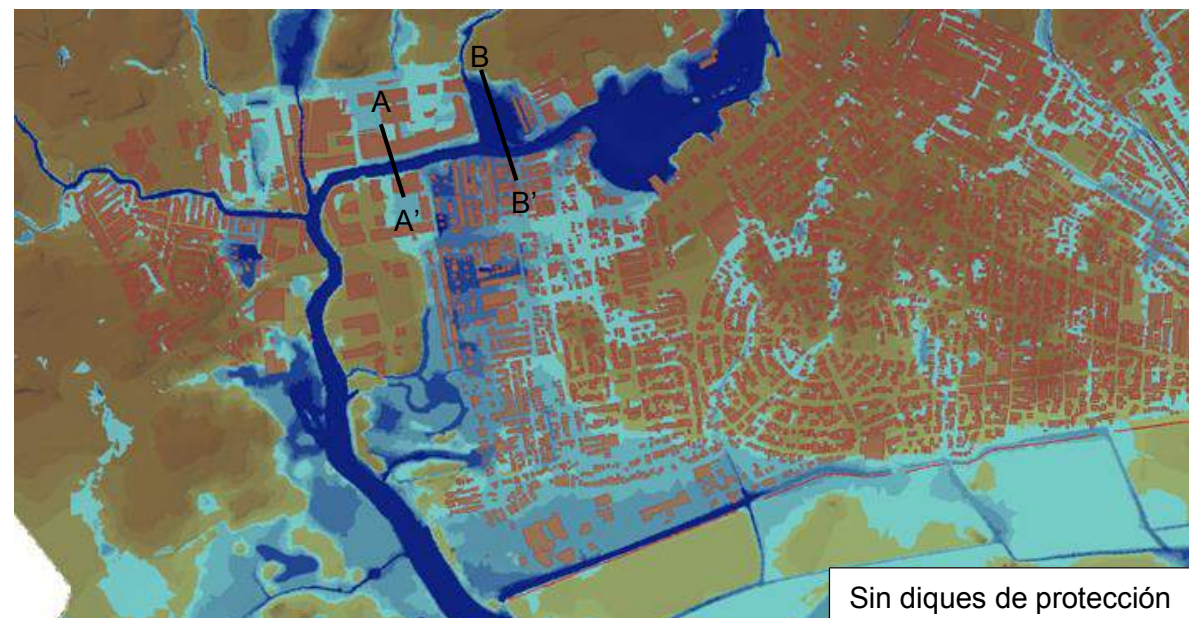 B
A
A’
B’
Sin diques de protección